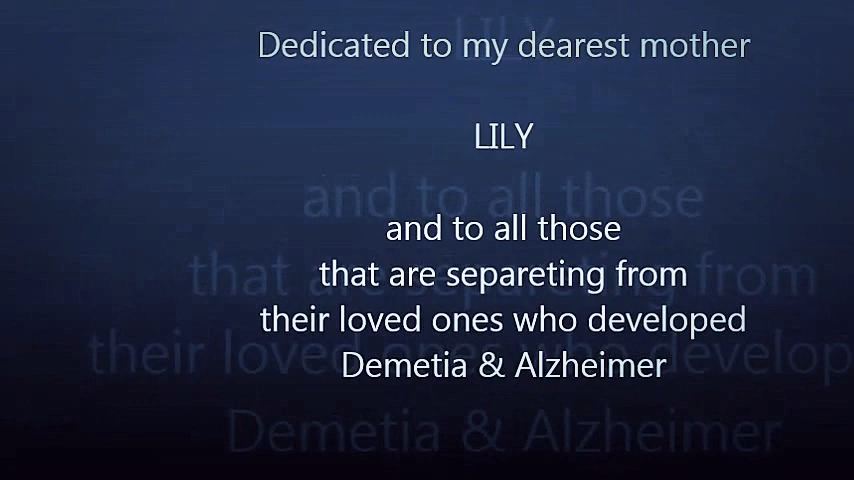 Dedicated to my dearest mother
LILY
and to all those
that are separeting from
their loved ones who developed
Demetia & Alzheimer